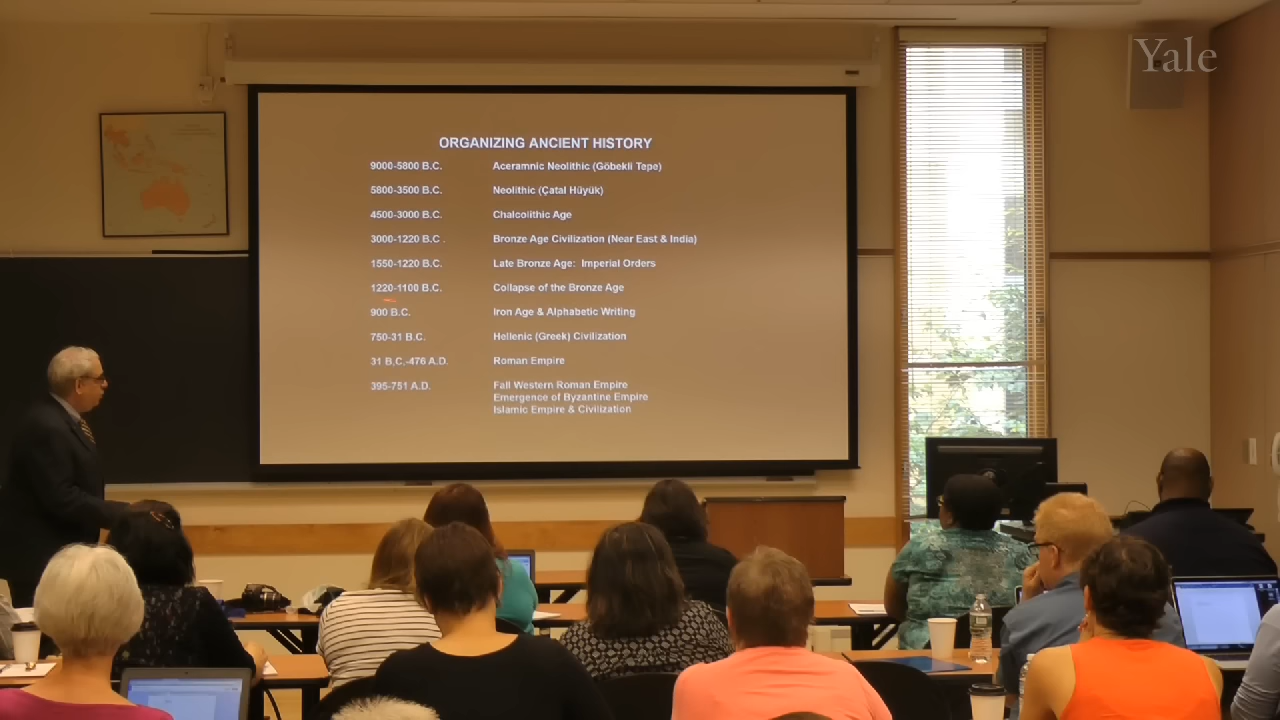 Yale
ORGANIZING ANCIENT HISTORY
9000-5800 B.C. Aceramnic Neolithic (Göbekli Tepe)
5800-3500 B.C. Neolithic (Çatal Hüyük)
4500-3000 B.C. Chalcolithic Age
3000-1220 B.C. Bronze Age Civilization (Near East & India)
1550-1220 B.C. Late Bronze Age: Imperial Orders
1220-1100 B.C. Collapse of the Bronze Age
900 B.C. Iron Age & Alphabetic Writing
750-31 B.C. Hellenic (Greek) Civilization
31 B.C.-476 A.D. Roman Empire
395-751 A.D. Fall Western Roman Empire
Emergence of Byzantine Empire
Islamic Empire & Civilization